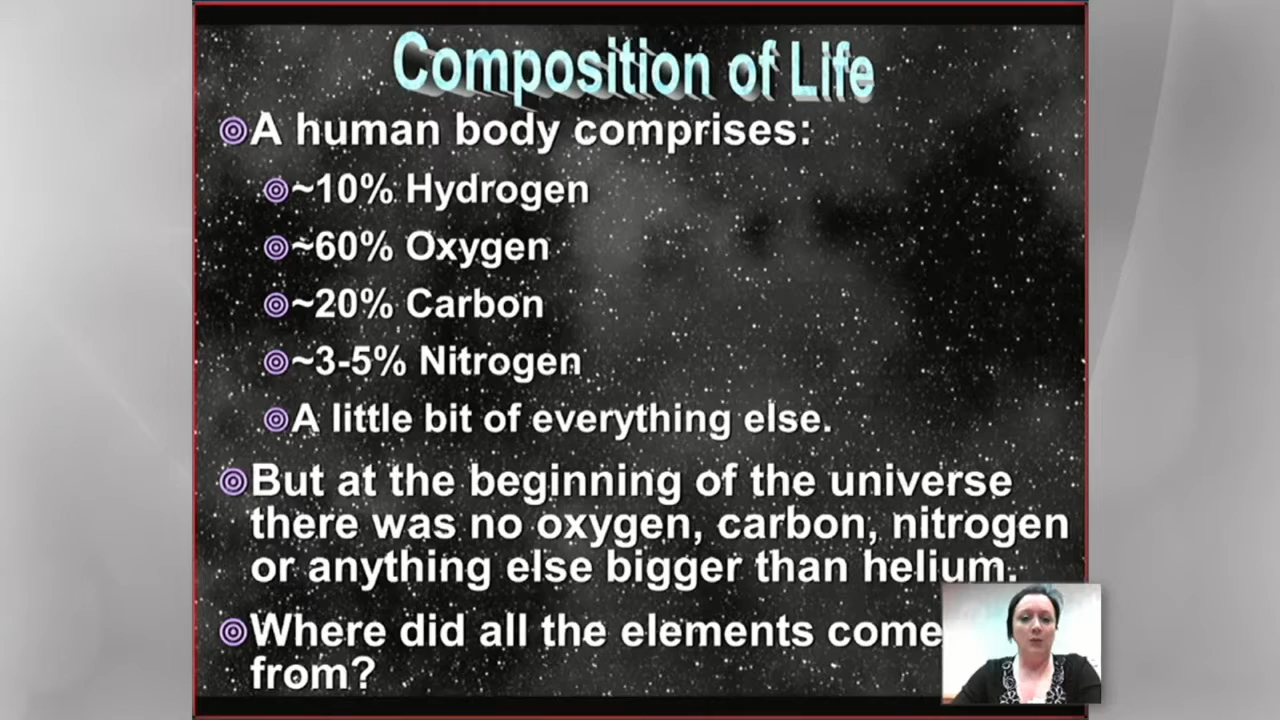 Composition of Life
A human body comprises:
~10% Hydrogen
~60% Oxygen
~20% Carbon
~3-5% Nitrogen
A little bit of everything else.
But at the beginning of the universe
there was no oxygen, carbon, nitrogen
or anything else bigger than helium.
Where did all the elements come
from?